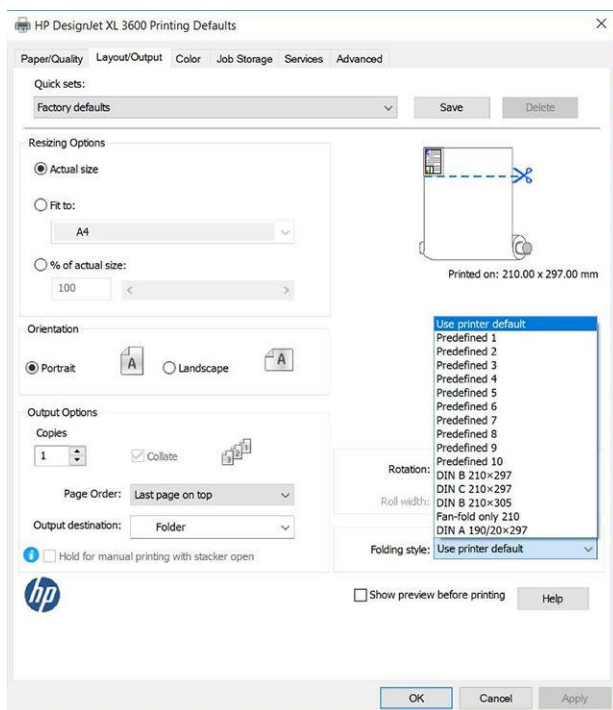 HP DesignJet XL 3600 Printing Defaults
Paper/Quality Layout/Output Color Job Storage Services Advanced
Quick sets:
Factory defaults Save Delete
Resizing Options
Actual size
Fit to:
A4
% of actual size:
100
Printed on: 210.00 x 297.00 mm
Orientation
A A
Portrait Landscape
Output Options
Copies
1 Collate
Page Order: Last page on top
Output destination: Folder
Hold for manual printing with stacker open
Use printer default
Predefined 1
Predefined 2
Predefined 3
Predefined 4
Predefined 5
Predefined 6
Predefined 7
Predefined 8
Predefined 9
Predefined 10
DIN B 210×297
DIN C 210×297
DIN B 210×305
Fan-fold only 210
DIN A 190/20×297
Rotation:
Roll width:
Folding style: Use printer default
hp
Show preview before printing Help
OK Cancel Apply